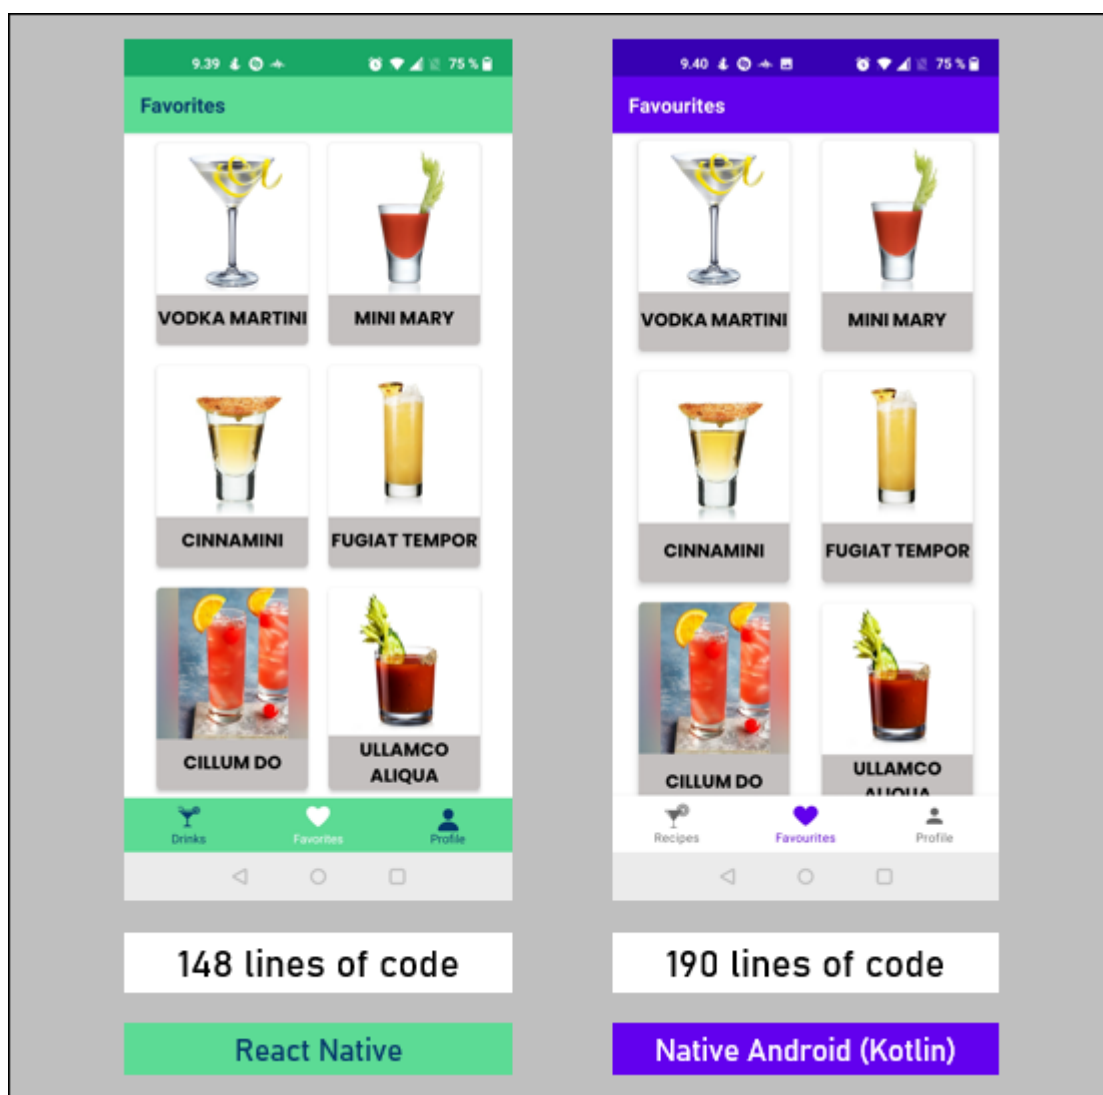 9.39
75 %
Favorites
VODKA MARTINI
MINI MARY
CINNAMINI
FUGIAT TEMPOR
CILLUM DO
ULLAMCO
ALIQUA
Drinks
Favorites
Profile
148 lines of code
React Native
9.40
75 %
Favourites
VODKA MARTINI
MINI MARY
CINNAMINI
FUGIAT TEMPOR
CILLUM DO
ULLAMCO
ALIQUA
Recipes
Favourites
Profile
190 lines of code
Native Android (Kotlin)